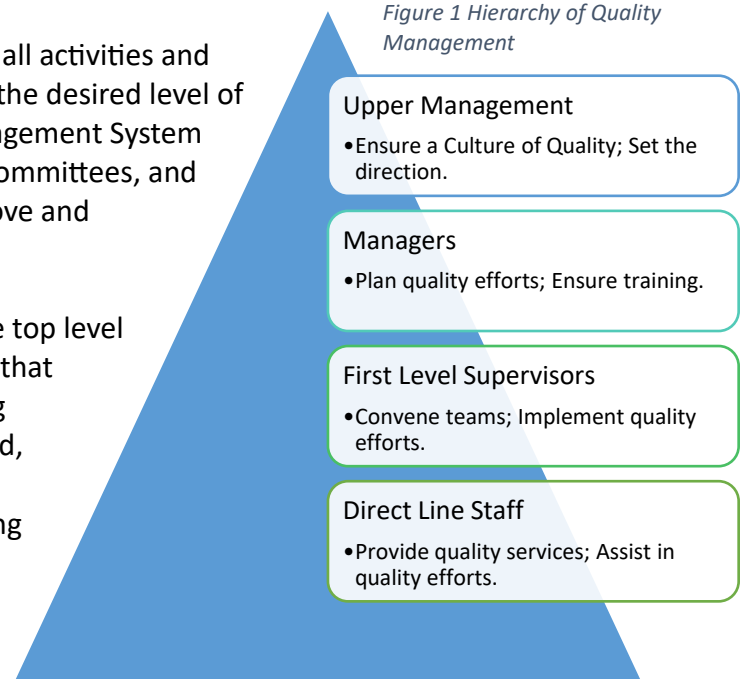 Figure 1 Hierarchy of Quality
Management
all activities and
the desired level of
agement System
ommittees, and
ove and
e top level
that
g
d,
ng
Upper Management
•Ensure a Culture of Quality; Set the
direction.
Managers
•Plan quality efforts; Ensure training.
First Level Supervisors
•Convene teams; Implement quality
efforts.
Direct Line Staff
•Provide quality services; Assist in
quality efforts.